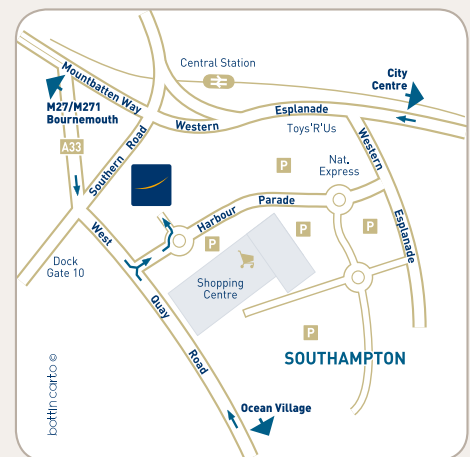 Central Station
City
Centre
Mountbatten Way
M27/M271
Bournemouth
Western
Esplanade
Toys'R'Us
A33
Southern Road
P
Nat.
Express
Western
Esplanade
Harbour
Parade
P
P
P
West
Quay
Road
Dock
Gate 10
Shopping
Centre
P
SOUTHAMPTON
Ocean Village
bottin carto ©